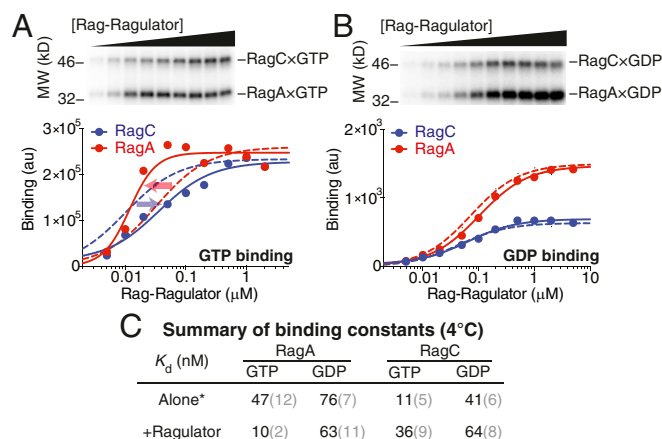 A
[Rag-Ragulator]
MW (kD)
46
32
RagC×GTP
RagA×GTP
B
[Rag-Ragulator]
MW (kD)
46
32
RagC×GDP
RagA×GDP
3×10⁵
2×10⁵
1×10⁵
0
Binding (au)
RagC
RagA
GTP binding
0.01 0.1 1
Rag-Ragulator (μM)
2×10³
1×10³
0
Binding (au)
RagC
RagA
GDP binding
0.01 0.1 1 10
Rag-Ragulator (μM)
C Summary of binding constants (4°C)
Kd (nM) RagA RagC
GTP GDP GTP GDP
Alone* 47(12) 76(7) 11(5) 41(6)
+Ragulator 10(2) 63(11) 36(9) 64(8)